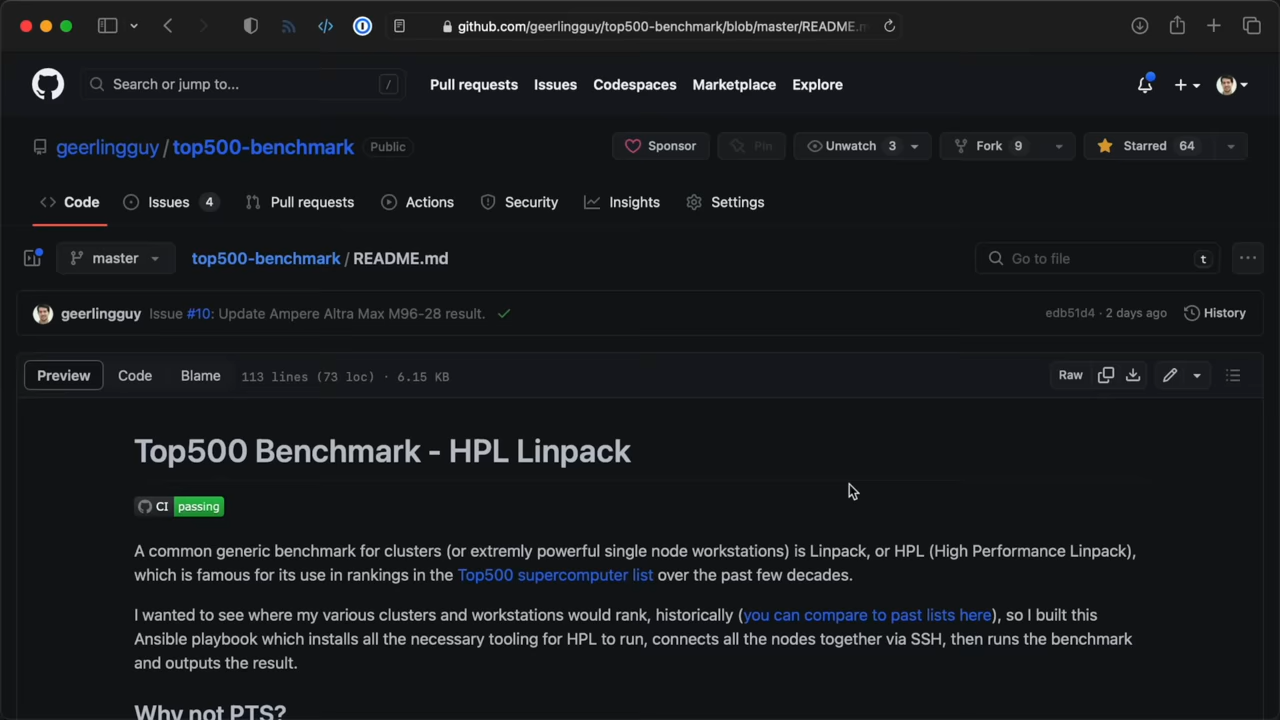 github.com/geerlingguy/top500-benchmark/blob/master/README.m
Search or jump to... /
Pull requests Issues Codespaces Marketplace Explore
geerlingguy / top500-benchmark Public
Sponsor Pin Unwatch 3 Fork 9 Starred 64
Code Issues 4 Pull requests Actions Security Insights Settings
master top500-benchmark / README.md Go to file t
geerlingguy Issue #10: Update Ampere Altra Max M96-28 result. edb51d4 · 2 days ago History
Preview Code Blame 113 lines (73 loc) · 6.15 KB Raw
Top500 Benchmark - HPL Linpack
CI passing
A common generic benchmark for clusters (or extremly powerful single node workstations) is Linpack, or HPL (High Performance Linpack),
which is famous for its use in rankings in the Top500 supercomputer list over the past few decades.
I wanted to see where my various clusters and workstations would rank, historically (you can compare to past lists here), so I built this
Ansible playbook which installs all the necessary tooling for HPL to run, connects all the nodes together via SSH, then runs the benchmark
and outputs the result.
Why not PTS?